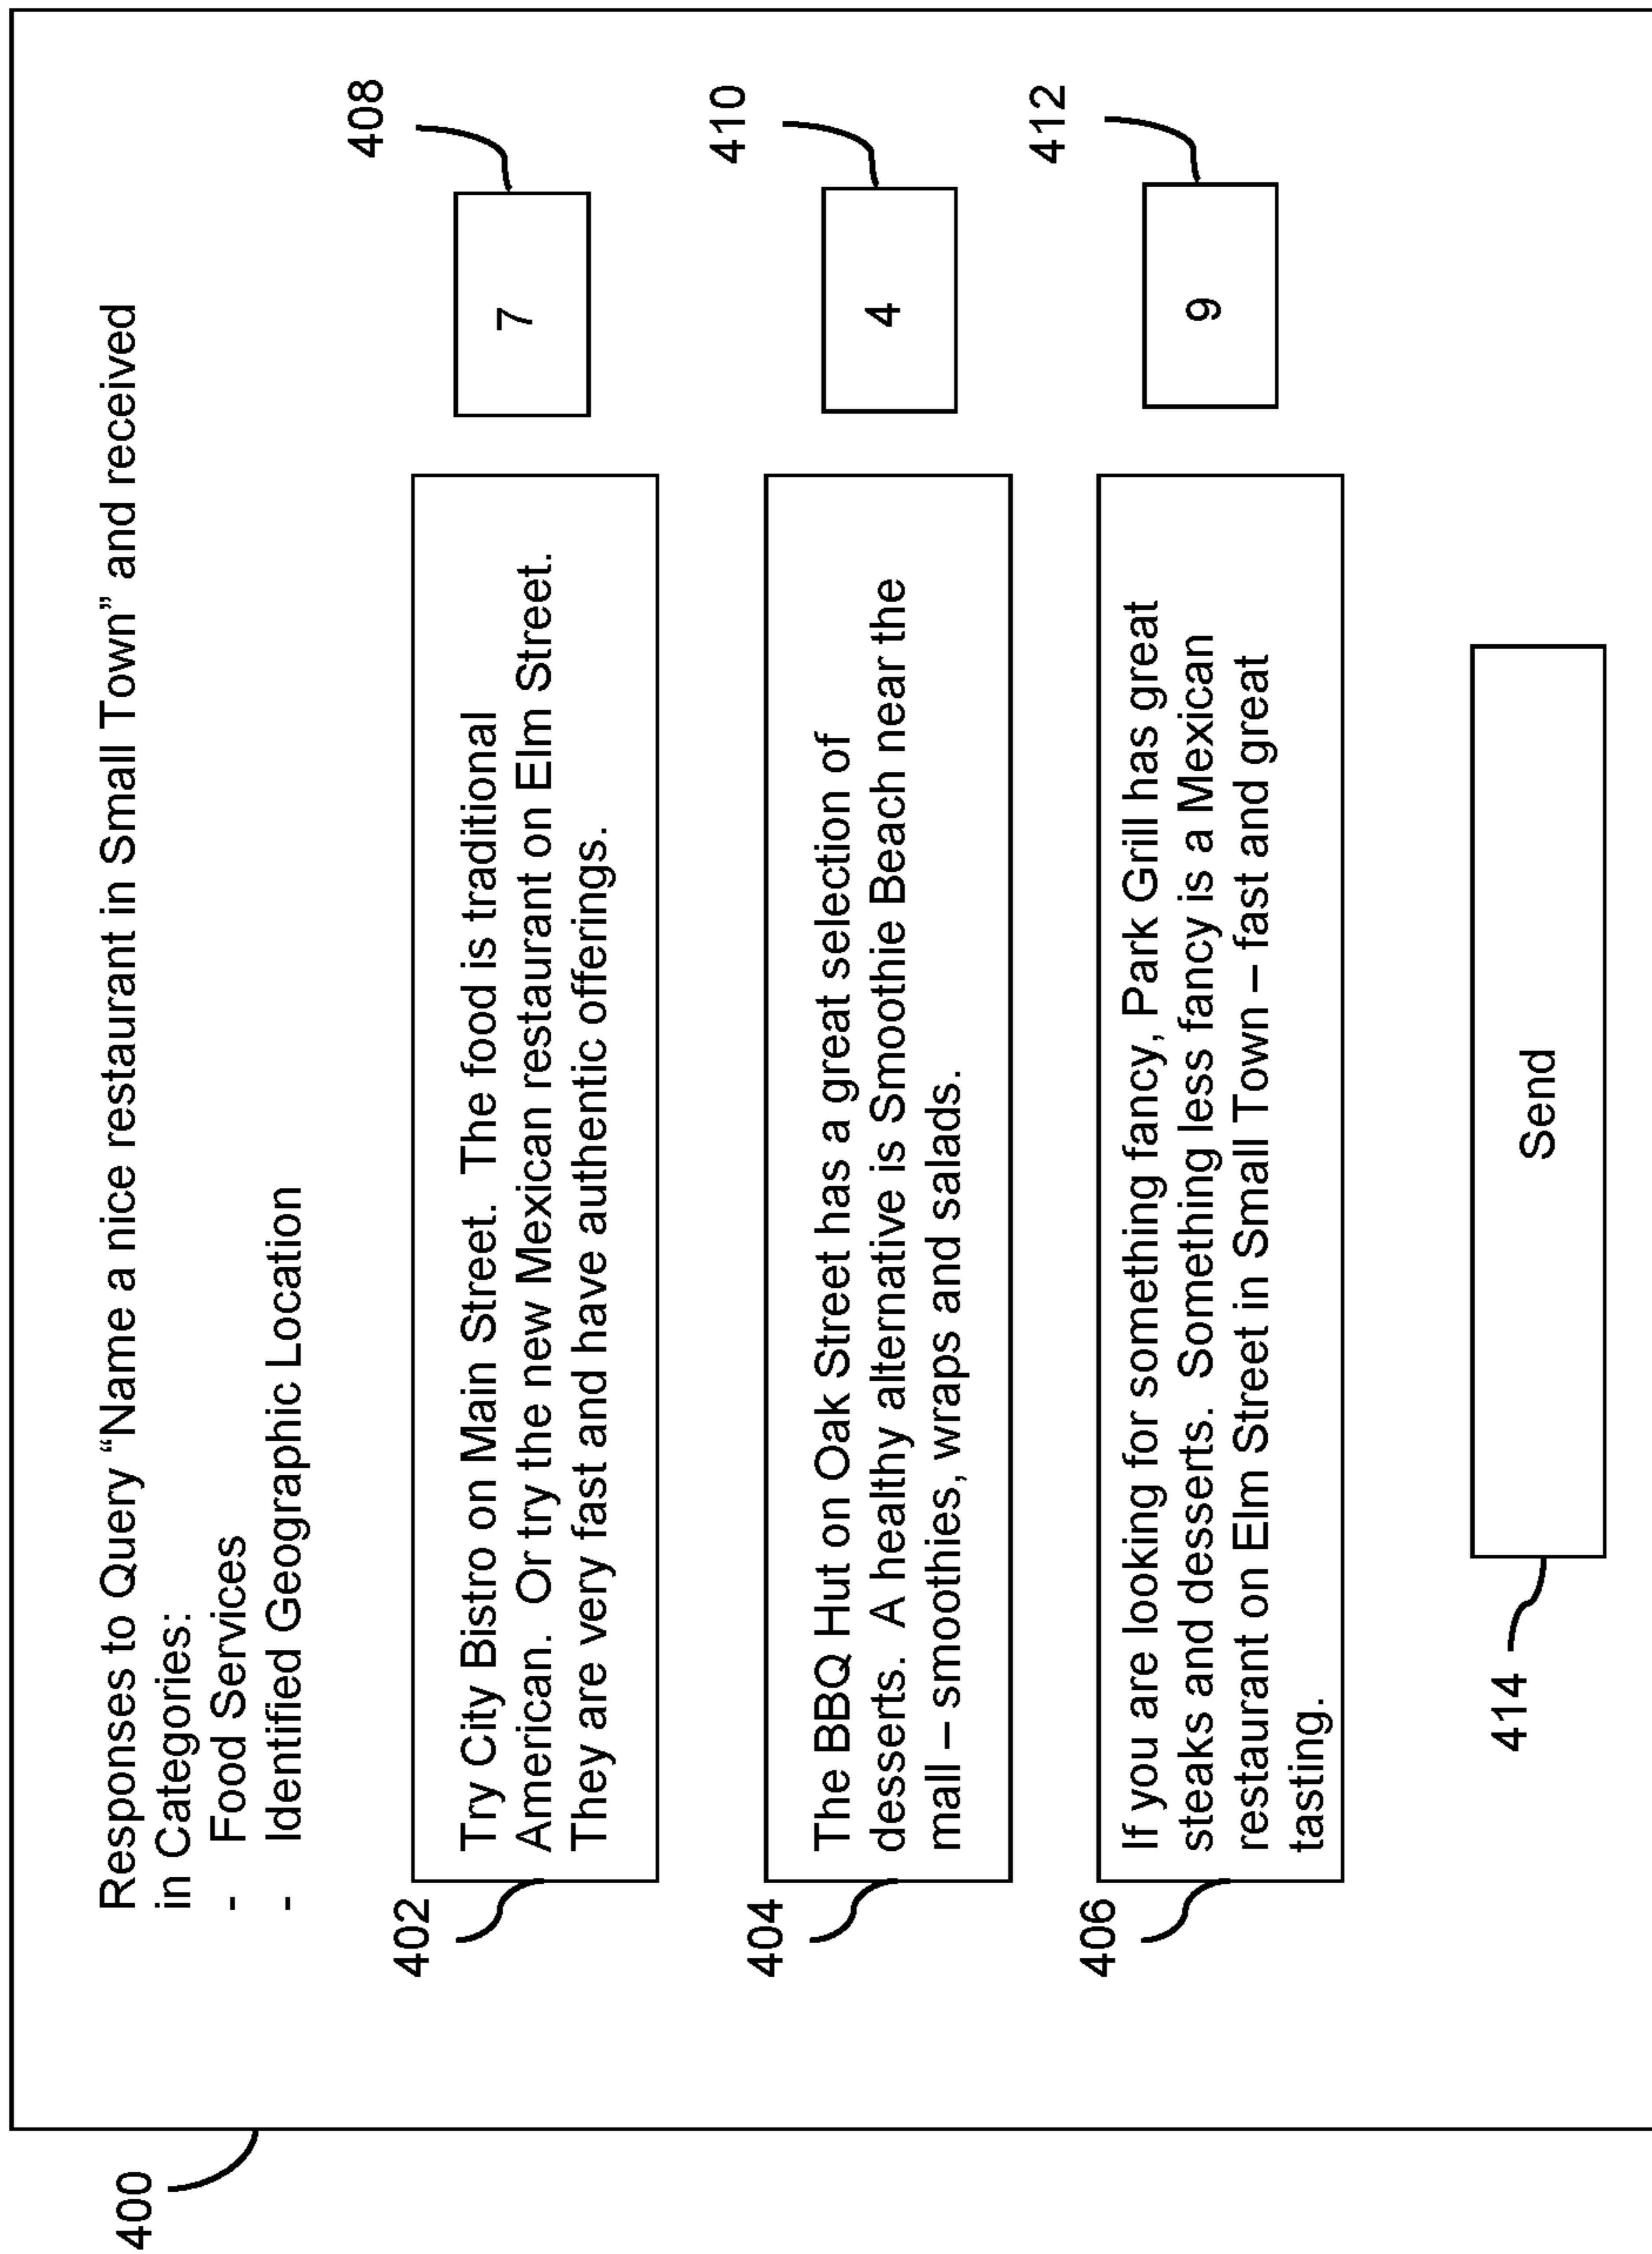 400
Responses to Query “Name a nice restaurant in Small Town” and received
in Categories:
- Food Services
- Identified Geographic Location
402
Try City Bistro on Main Street. The food is traditional
American. Or try the new Mexican restaurant on Elm Street.
They are very fast and have authentic offerings.
7
408
404
The BBQ Hut on Oak Street has a great selection of
desserts. A healthy alternative is Smoothie Beach near the
mall – smoothies, wraps and salads.
4
410
406
If you are looking for something fancy, Park Grill has great
steaks and desserts. Something less fancy is a Mexican
restaurant on Elm Street in Small Town – fast and great
tasting.
9
412
414
Send